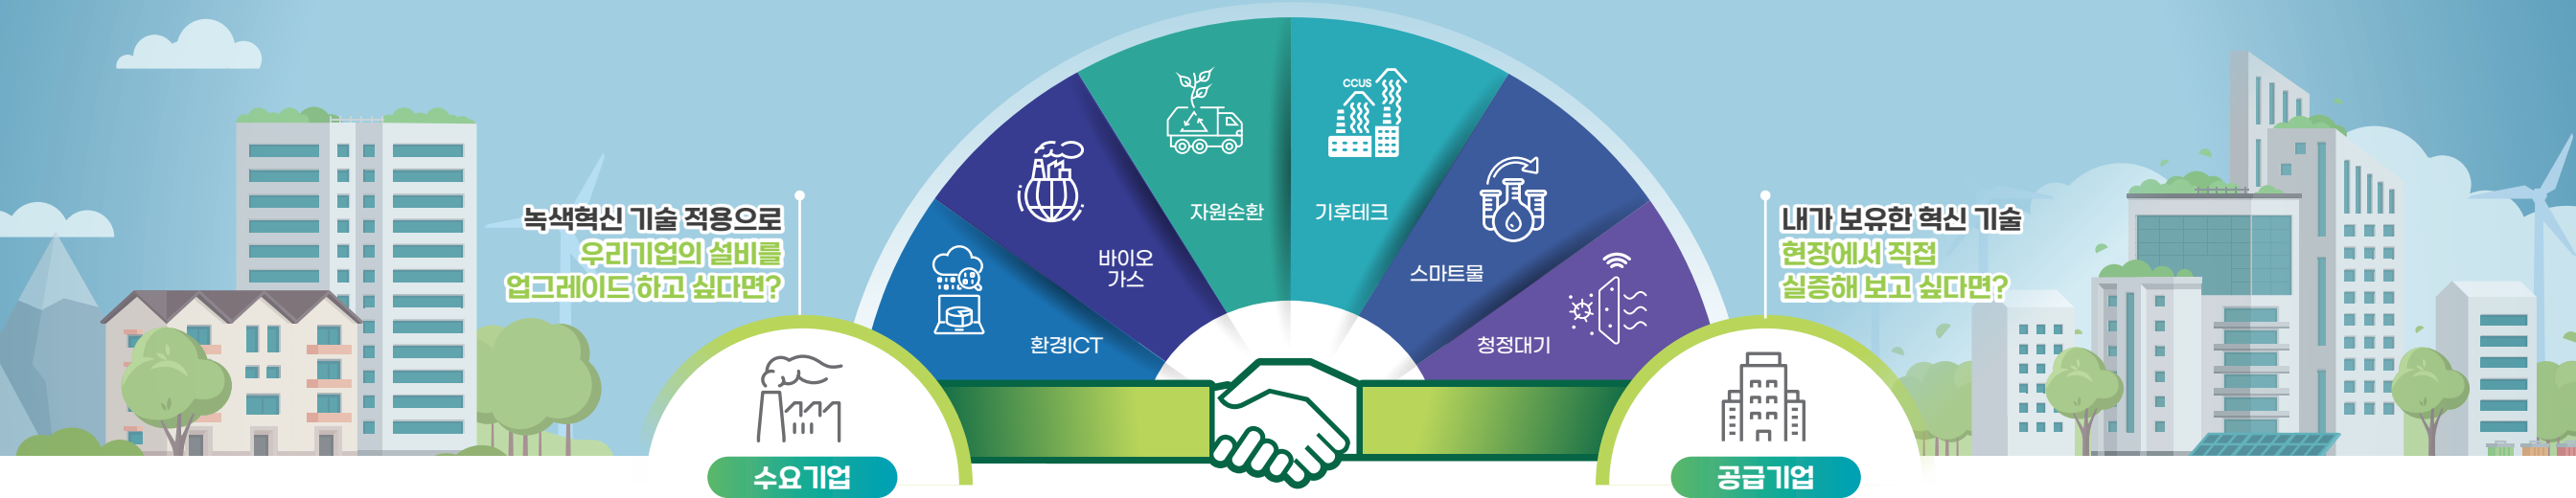 녹색혁신 기술 적용으로
우리기업의 설비를
업그레이드 하고 싶다면?
수요기업
환경ICT
바이오
가스
자원순환
CCUS
기후테크
스마트물
청정대기
내가 보유한 혁신 기술
현장에서 직접
실증해 보고 싶다면?
공급기업